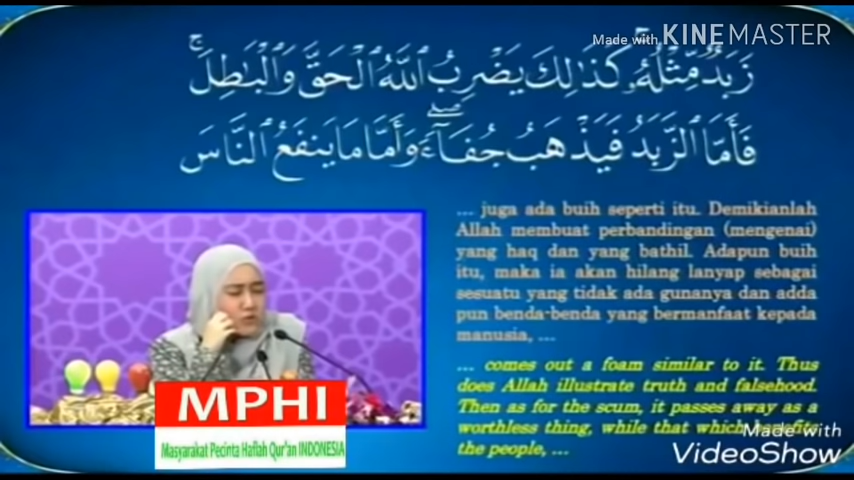 Made with KINEMASTER
زَبَدٌ مِّثْلُهُۥ ۚ كَذَٰلِكَ يَضْرِبُ ٱللَّهُ ٱلْحَقَّ وَٱلْبَـٰطِلَ ۚ
فَأَمَّا ٱلزَّبَدُ فَيَذْهَبُ جُفَآءً ۖ وَأَمَّا مَا يَنفَعُ ٱلنَّاسَ
... juga ada buih seperti itu. Demikianlah
Allah membuat perbandingan (mengenai)
yang haq dan yang bathil. Adapun buih
itu, maka ia akan hilang lanyap sebagai
sesuatu yang tidak ada gunanya dan adda
pun benda-benda yang bermanfaat kepada
manusia, ...
... comes out a foam similar to it. Thus
does Allah illustrate truth and falsehood.
Then as for the scum, it passes away as a
worthless thing, while that which benefits
the people, ...
MPHI
Masyarakat Pecinta Haflah Qur'an INDONESIA
Made with
VideoShow